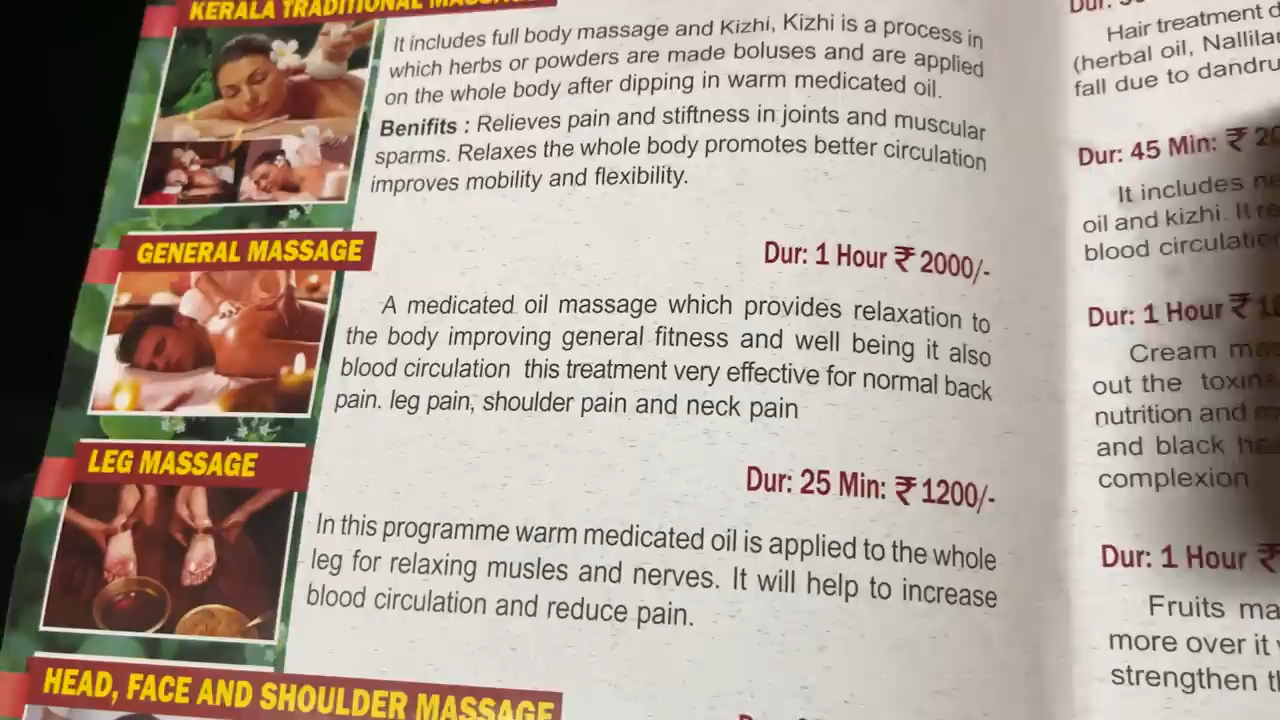 KERALA TRADITIONAL
It includes full body massage and Kizhi, Kizhi is a process in
which herbs or powders are made boluses and are applied
on the whole body after dipping in warm medicated oil.
Benifits : Relieves pain and stiftness in joints and muscular
sparms. Relaxes the whole body promotes better circulation
improves mobility and flexibility.
GENERAL MASSAGE
Dur: 1 Hour ₹ 2000/-
A medicated oil massage which provides relaxation to
the body improving general fitness and well being it also
blood circulation this treatment very effective for normal back
pain. leg pain, shoulder pain and neck pain
LEG MASSAGE
Dur: 25 Min: ₹ 1200/-
In this programme warm medicated oil is applied to the whole
leg for relaxing musles and nerves. It will help to increase
blood circulation and reduce pain.
HEAD, FACE AND SHOULDER MASSAGE
Hair treatment
(herbal oil,
fall due to
Dur: 45 Min: ₹
It includes
oil and kizhi. It
blood
Dur: 1 Hour ₹
Cream
out the
nutrition and
and black
complexion
Dur: 1 Hour ₹
Fruits
more over it
strengthen